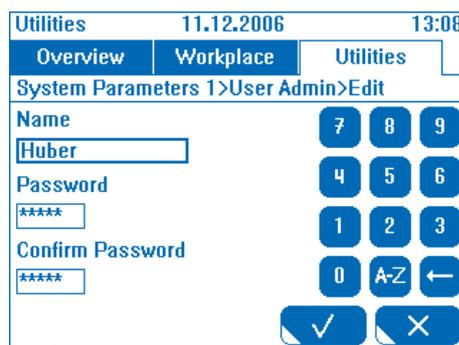 Utilities 11.12.2006 13:08
Overview Workplace Utilities
System Parameters 1>User Admin>Edit
Name
Huber
Password
*****
Confirm Password
*****
7 8 9
4 5 6
1 2 3
0 A-Z ←
✓ ✕